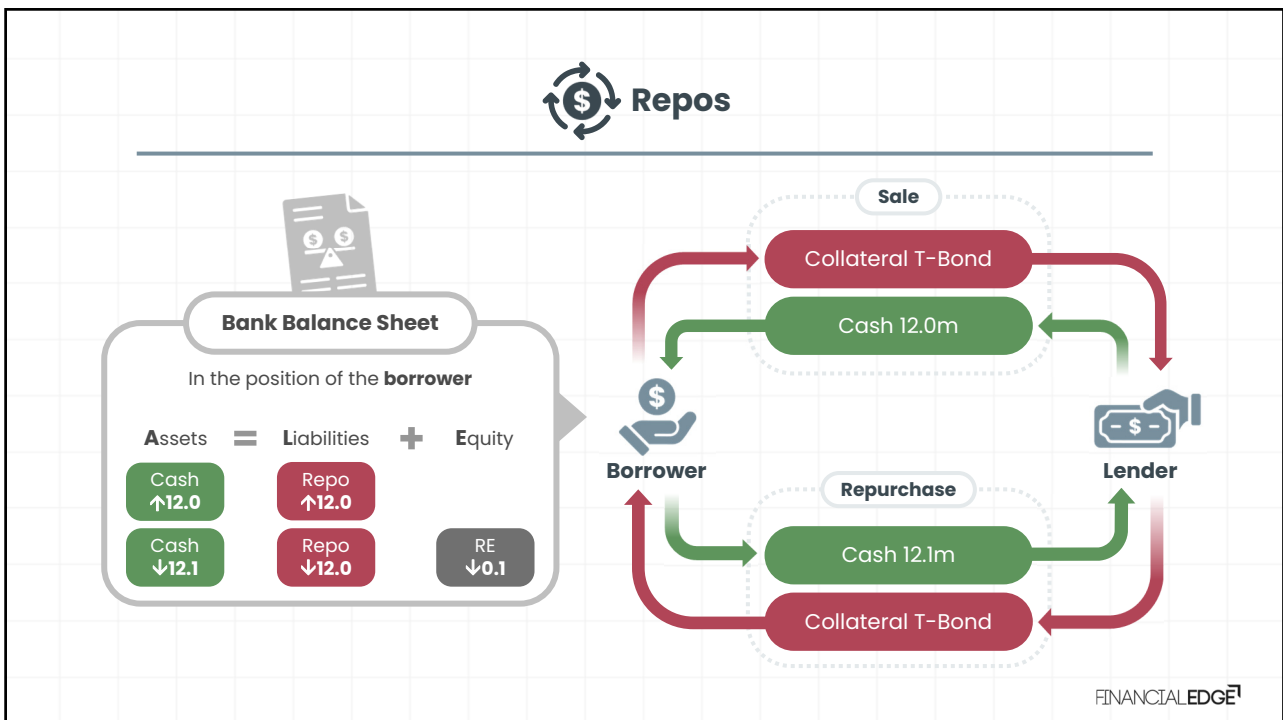 $ Repos
$ $
Bank Balance Sheet
In the position of the borrower
Assets = Liabilities + Equity
Cash
↑12.0
Repo
↑12.0
Cash
↓12.1
Repo
↓12.0
RE
↓0.1
Sale
Collateral T-Bond
Cash 12.0m
$
Borrower
- $ -
Lender
Repurchase
Cash 12.1m
Collateral T-Bond
FINANCIALEDGE